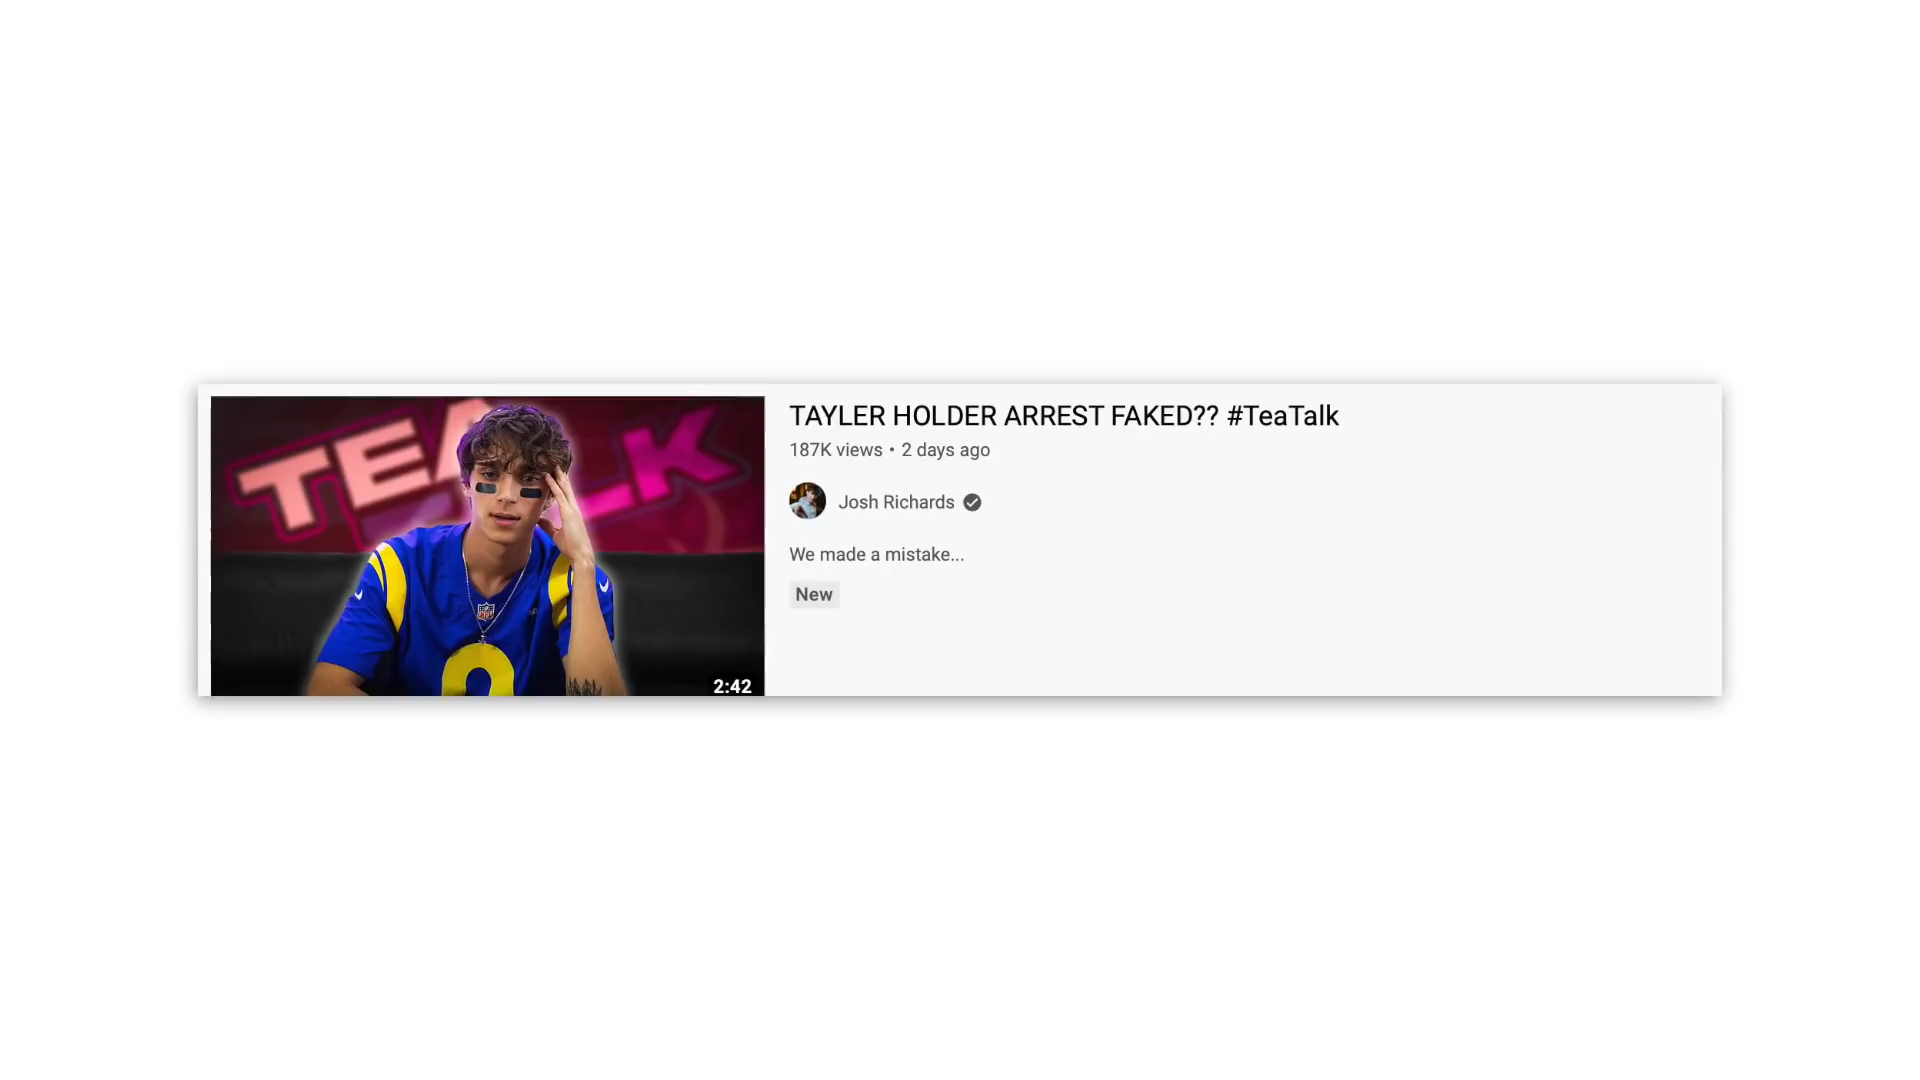 TEA LK
TAYLER HOLDER ARREST FAKED?? #TeaTalk
187K views • 2 days ago
Josh Richards
We made a mistake...
New
NFL
2:42